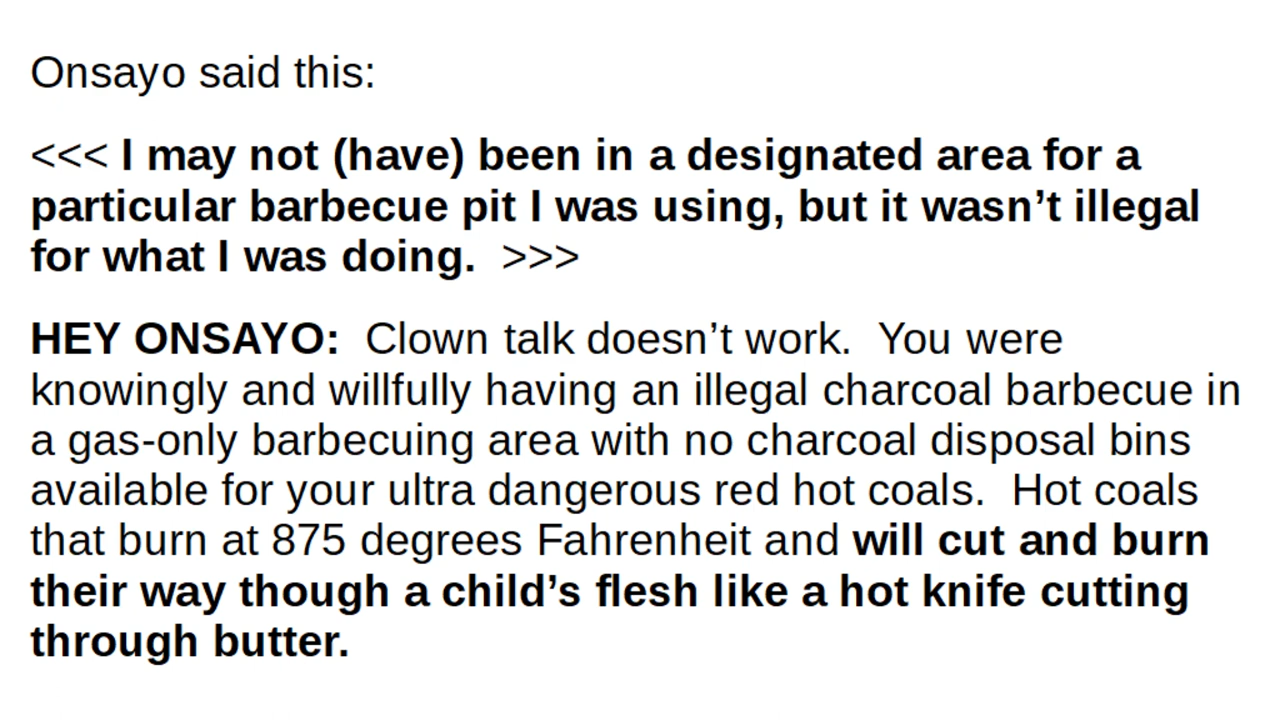 Onsayo said this:
<<< I may not (have) been in a designated area for a
particular barbecue pit I was using, but it wasn’t illegal
for what I was doing.  >>>
HEY ONSAYO:  Clown talk doesn’t work.  You were
knowingly and willfully having an illegal charcoal barbecue in
a gas-only barbecuing area with no charcoal disposal bins
available for your ultra dangerous red hot coals.  Hot coals
that burn at 875 degrees Fahrenheit and will cut and burn
their way though a child’s flesh like a hot knife cutting
through butter.